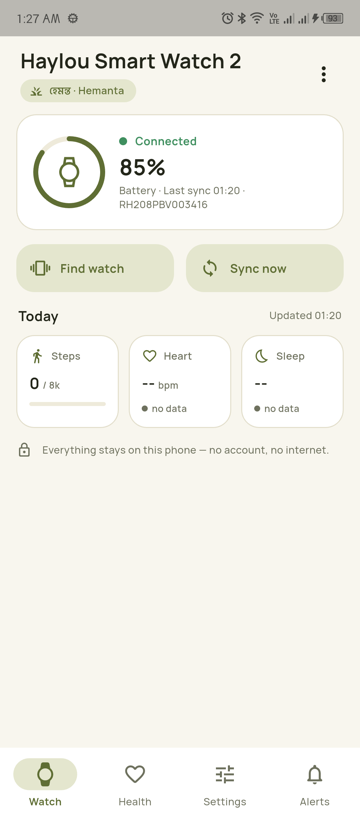 1:27 AM
Vo
LTE
93
Haylou Smart Watch 2
হেমন্ত · Hemanta
Connected
85%
Battery · Last sync 01:20 ·
RH208PBV003416
Find watch
Sync now
Today
Updated 01:20
Steps
0 / 8k
Heart
-- bpm
no data
Sleep
--
no data
Everything stays on this phone — no account, no internet.
Watch
Health
Settings
Alerts